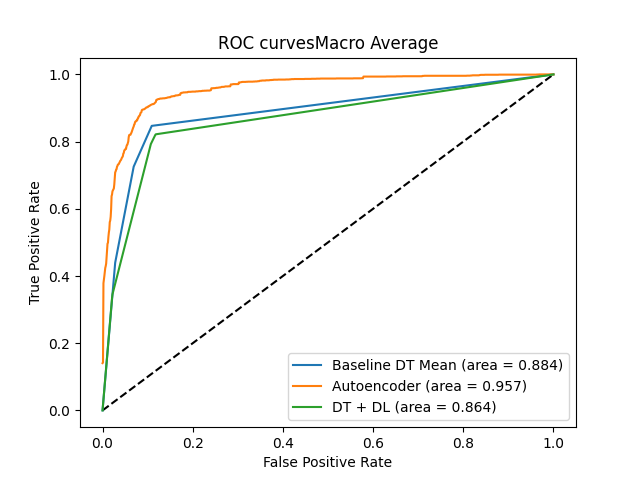 ROC curvesMacro Average
True Positive Rate
1.0
0.8
0.6
0.4
0.2
0.0
Baseline DT Mean (area = 0.884)
Autoencoder (area = 0.957)
DT + DL (area = 0.864)
0.0 0.2 0.4 0.6 0.8 1.0
False Positive Rate